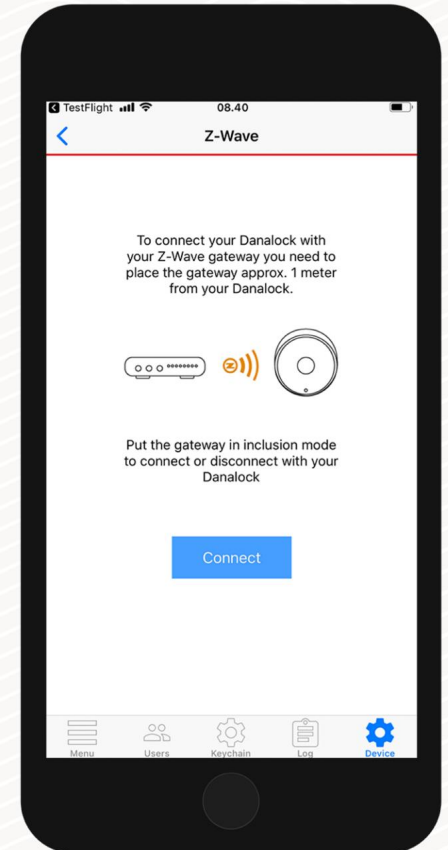 TestFlight 08.40
Z-Wave
To connect your Danalock with
your Z-Wave gateway you need to
place the gateway approx. 1 meter
from your Danalock.
Put the gateway in inclusion mode
to connect or disconnect with your
Danalock
Connect
Menu Users Keychain Log Device